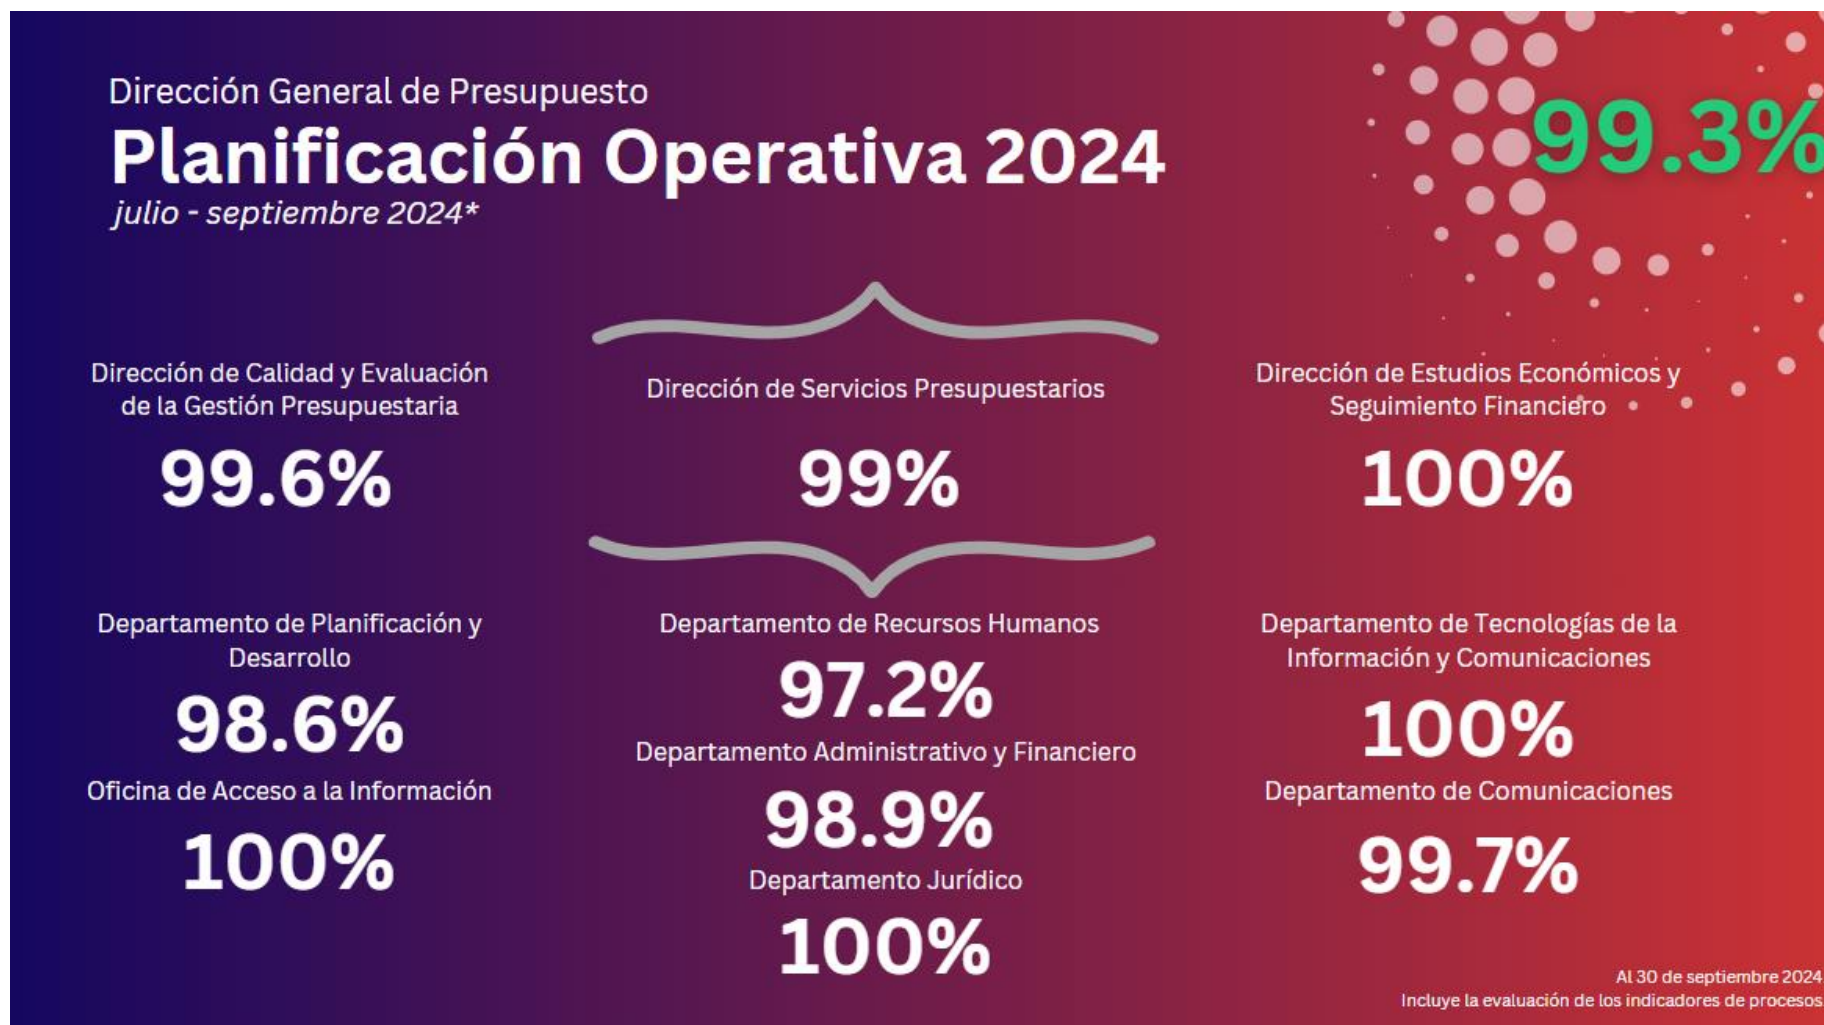 Dirección General de Presupuesto
Planificación Operativa 2024
julio - septiembre 2024*
99.3%
Dirección de Calidad y Evaluación
de la Gestión Presupuestaria
99.6%
Dirección de Servicios Presupuestarios
99%
Dirección de Estudios Económicos y
Seguimiento Financiero
100%
Departamento de Planificación y
Desarrollo
98.6%
Oficina de Acceso a la Información
100%
Departamento de Recursos Humanos
97.2%
Departamento Administrativo y Financiero
98.9%
Departamento Jurídico
100%
Departamento de Tecnologías de la
Información y Comunicaciones
100%
Departamento de Comunicaciones
99.7%
Al 30 de septiembre 2024
Incluye la evaluación de los indicadores de procesos